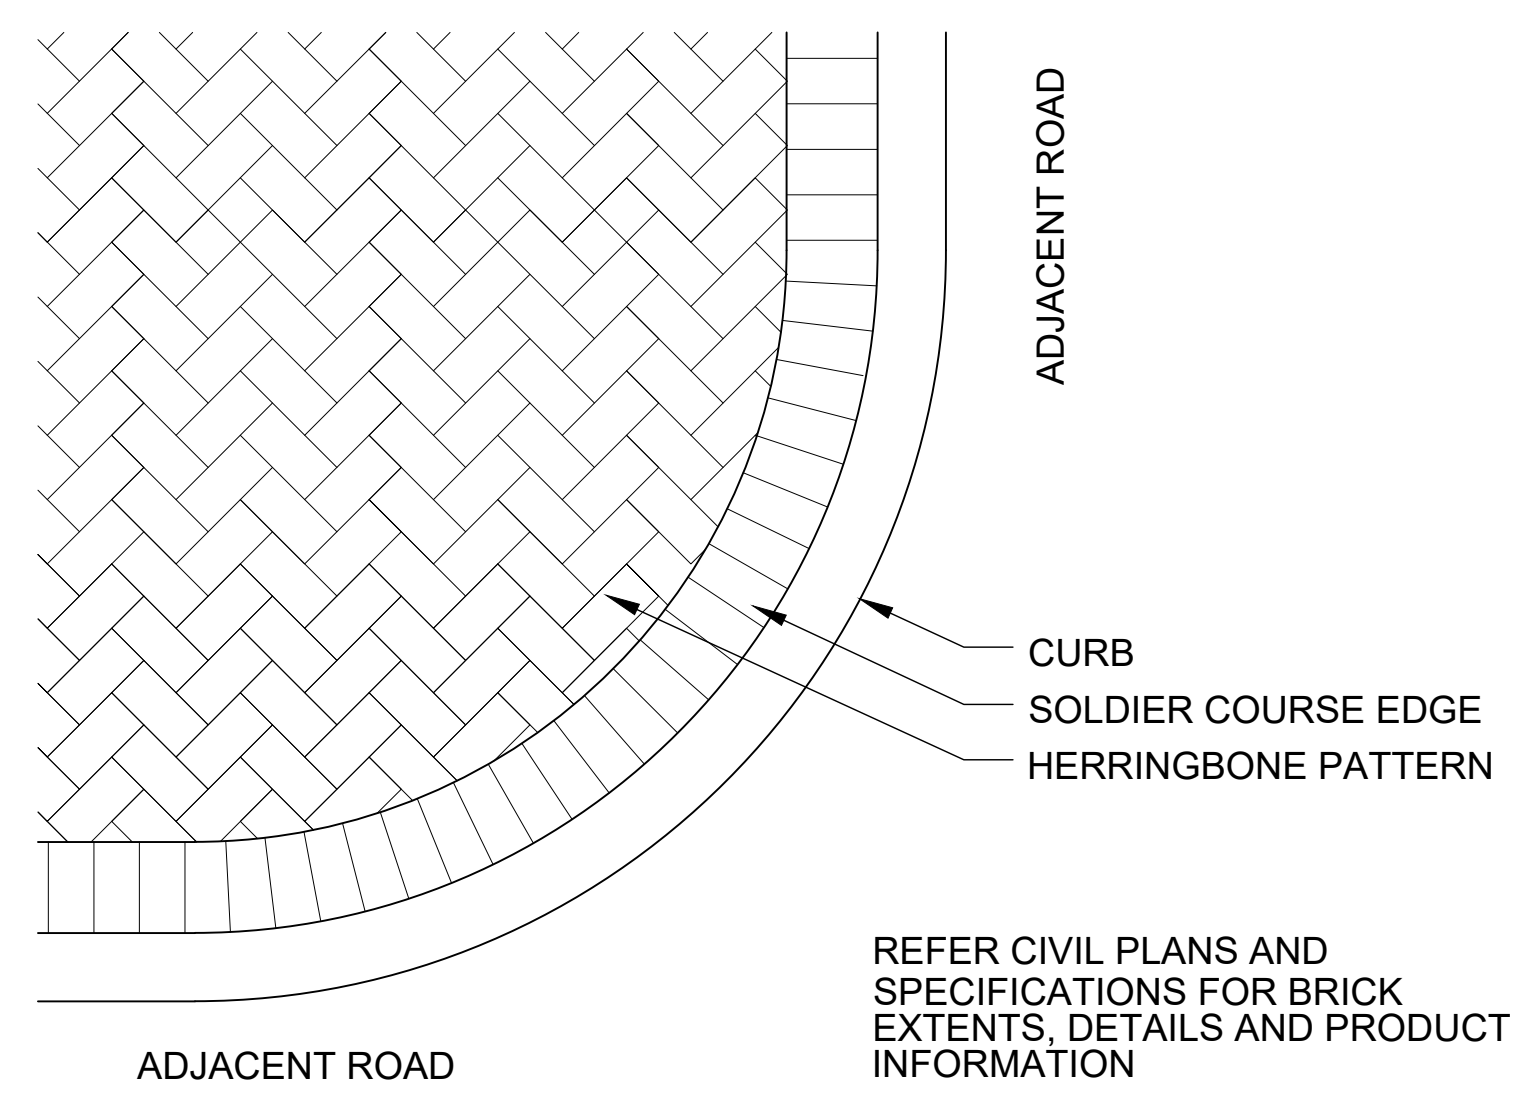 ADJACENT ROAD
CURB
SOLDIER COURSE EDGE
HERRINGBONE PATTERN
REFER CIVIL PLANS AND
SPECIFICATIONS FOR BRICK
EXTENTS, DETAILS AND PRODUCT
INFORMATION
ADJACENT ROAD